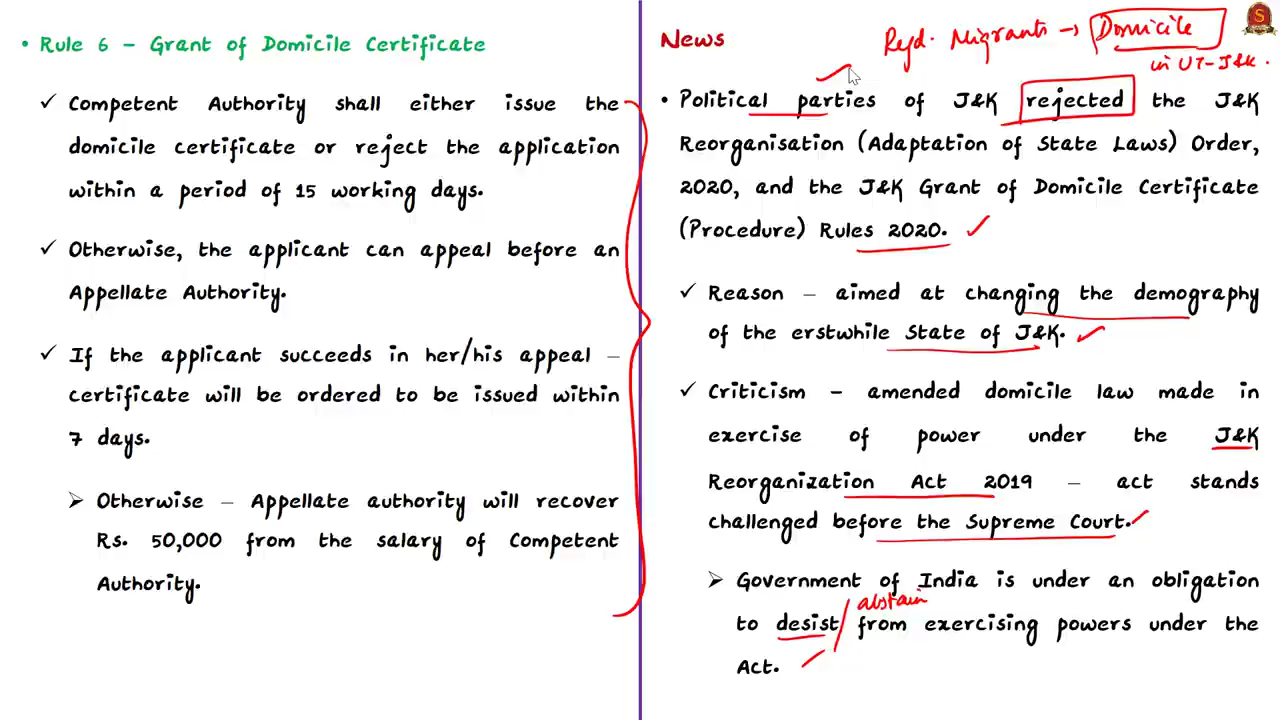 • Rule 6 – Grant of Domicile Certificate
✓ Competent Authority shall either issue the
domicile certificate or reject the application
within a period of 15 working days.
✓ Otherwise, the applicant can appeal before an
Appellate Authority.
✓ If the applicant succeeds in her/his appeal –
certificate will be ordered to be issued within
7 days.
➢ Otherwise – Appellate authority will recover
Rs. 50,000 from the salary of Competent
Authority.
News
Regd. Migrants → Domicile
in UT-J&K.
• Political parties of J&K rejected the J&K
Reorganisation (Adaptation of State Laws) Order,
2020, and the J&K Grant of Domicile Certificate
(Procedure) Rules 2020.
✓ Reason – aimed at changing the demography
of the erstwhile State of J&K.
✓ Criticism – amended domicile law made in
exercise of power under the J&K
Reorganization Act 2019 – act stands
challenged before the Supreme Court.
➢ Government of India is under an obligation
abstain
to desist / from exercising powers under the
Act.